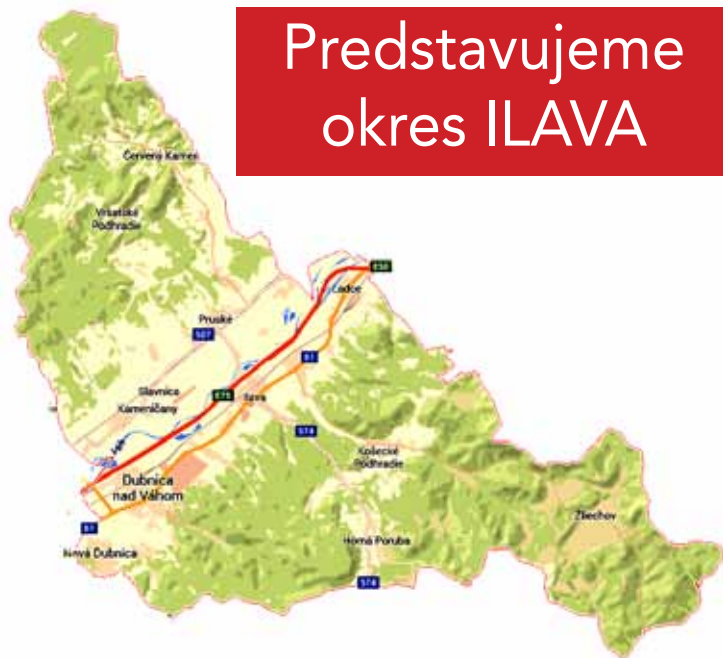 Predstavujeme
okres ILAVA
Červený Kameň
Vršatské
Podhradie
E50
Ladce
Pruské
507
61
Slavnica
E75
Ilava
Kameničany
574
Košecké
Podhradie
Dubnica
nad Váhom
Zliechov
61
Nová Dubnica
Horná Poruba
574